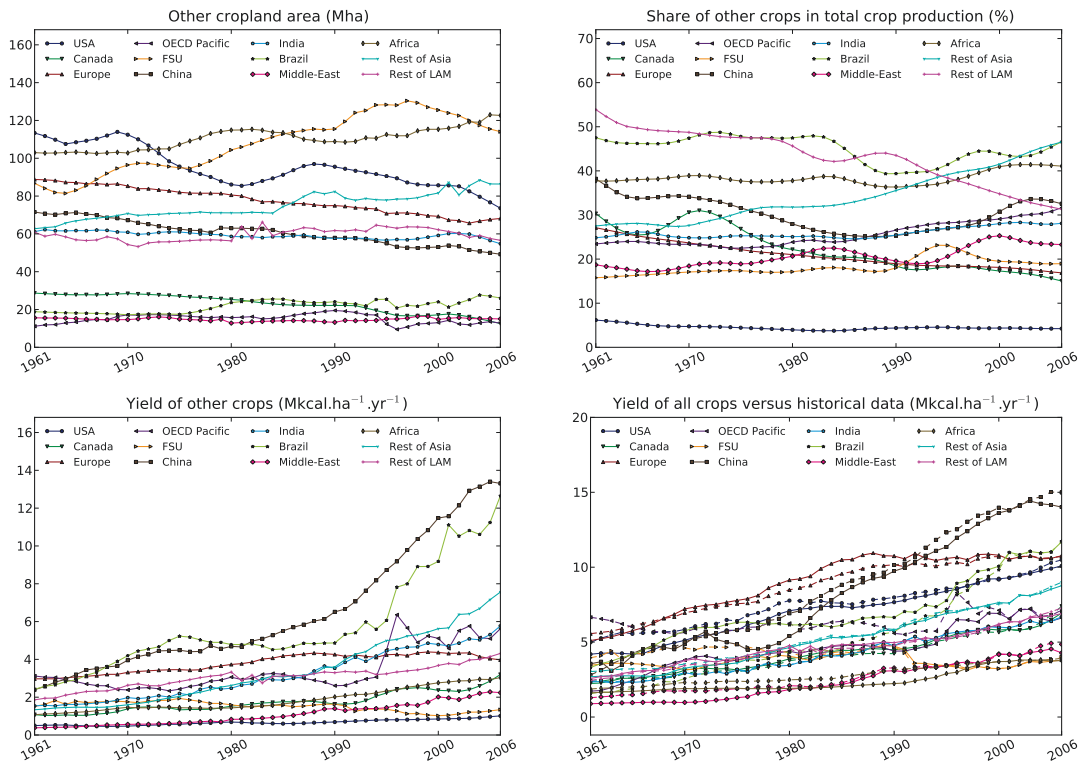 Other cropland area (Mha)
160
140
120
100
80
60
40
20
0
1961
1970
1980
1990
2000
2006
USA
Canada
Europe
OECD Pacific
FSU
China
India
Brazil
Middle-East
Africa
Rest of Asia
Rest of LAM
Share of other crops in total crop production (%)
70
60
50
40
30
20
10
0
1961
1970
1980
1990
2000
2006
USA
Canada
Europe
OECD Pacific
FSU
China
India
Brazil
Middle-East
Africa
Rest of Asia
Rest of LAM
Yield of other crops (Mkcal.ha⁻¹.yr⁻¹)
16
14
12
10
8
6
4
2
0
1961
1970
1980
1990
2000
2006
USA
Canada
Europe
OECD Pacific
FSU
China
India
Brazil
Middle-East
Africa
Rest of Asia
Rest of LAM
Yield of all crops versus historical data (Mkcal.ha⁻¹.yr⁻¹)
20
15
10
5
0
1961
1970
1980
1990
2000
2006
USA
Canada
Europe
OECD Pacific
FSU
China
India
Brazil
Middle-East
Africa
Rest of Asia
Rest of LAM